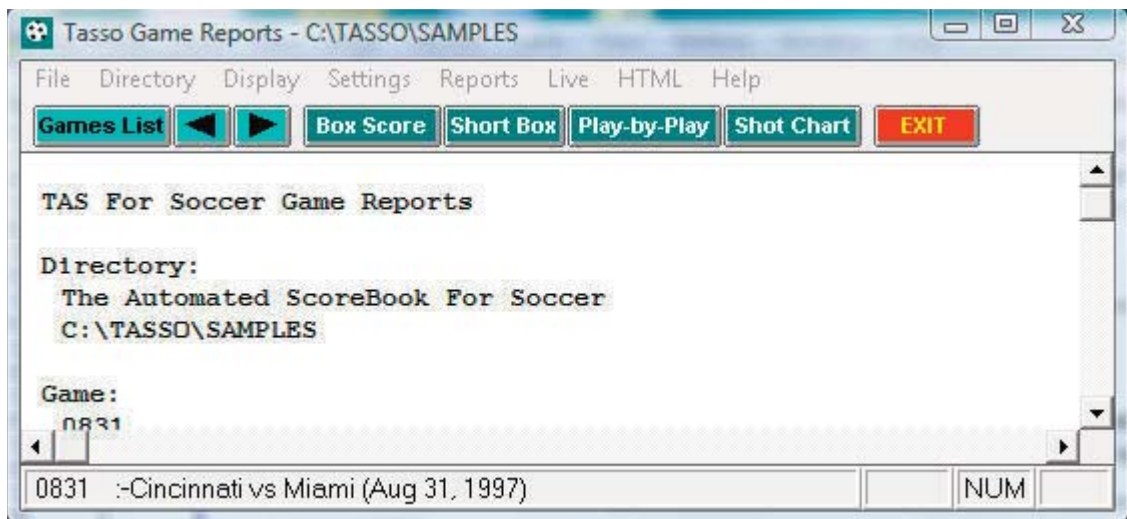 Tasso Game Reports - C:\TASSO\SAMPLES
File Directory Display Settings Reports Live HTML Help
Games List Box Score Short Box Play-by-Play Shot Chart EXIT
TAS For Soccer Game Reports
Directory:
The Automated ScoreBook For Soccer
C:\TASSO\SAMPLES
Game:
0831
0831 :-Cincinnati vs Miami (Aug 31, 1997) NUM